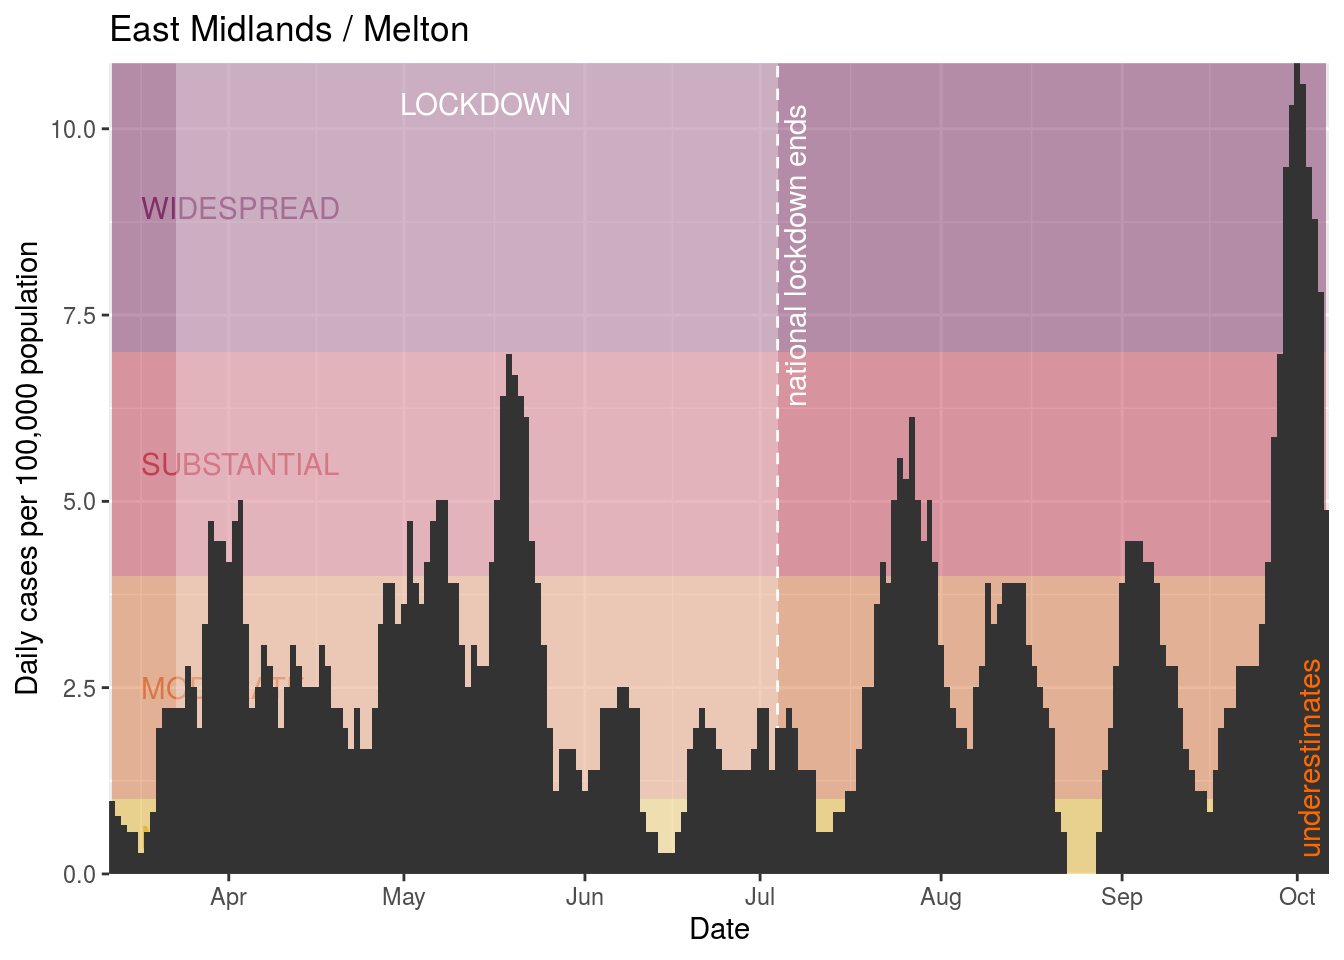 East Midlands / Melton
LOCKDOWN
WIDESPREAD
SUBSTANTIAL
national lockdown ends
underestimates
Daily cases per 100,000 population
10.0
7.5
5.0
2.5
0.0
Apr
May
Jun
Jul
Aug
Sep
Oct
Date